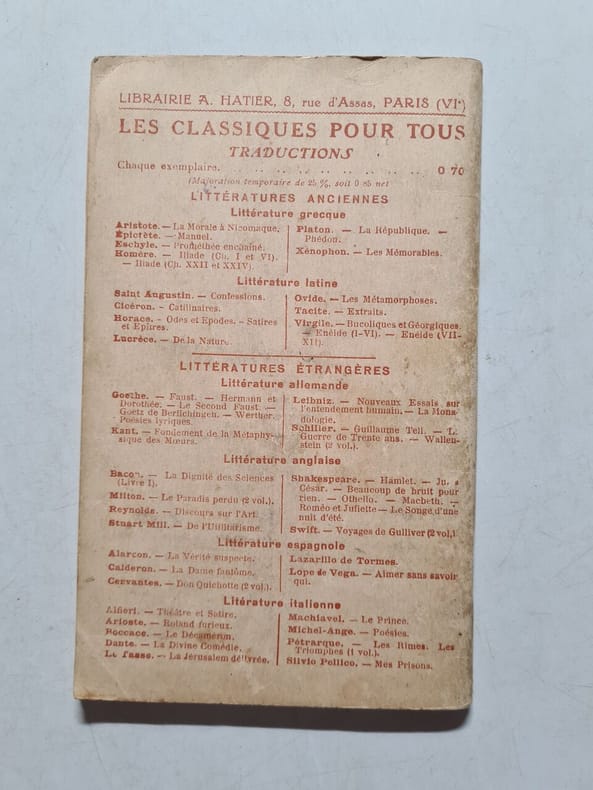 LIBRAIRIE A. HATIER, 8, rue d'Assas, PARIS (VIe)
LES CLASSIQUES POUR TOUS
TRADUCTIONS
Chaque exemplaire. . . . . . . . . . . . . . . 0 70
(Majoration temporaire de 25 %, soit 0 85 net
LITTÉRATURES ANCIENNES
Littérature grecque
Aristote. — La Morale à Nicomaque.
Épictète. — Manuel.
Eschyle. — Prométhée enchaîné.
Homère. — Iliade (Ch. I et VI).
— Iliade (Ch. XXII et XXIV).
Platon. — La République. —
Phédon.
Xénophon. — Les Mémorables.
Littérature latine
Saint Augustin. — Confessions.
Cicéron. - Catilinaires.
Horace. - Odes et Epodes. - Satires
et Epîtres.
Lucrèce. — De la Nature.
Ovide. — Les Métamorphoses.
Tacite. — Extraits.
Virgile. — Bucoliques et Géorgiques.
— Enéide (I-VI). — Enéide (VII-
XII).
LITTÉRATURES ÉTRANGÈRES
Littérature allemande
Goethe. — Faust. — Hermann et
Dorothée. — Le Second Faust. —
Goetz de Berlichingen. — Werther.
Poésies lyriques.
Kant. — Fondement de la Métaphy-
sique des Mœurs.
Leibniz. — Nouveaux Essais sur
l'entendement humain. — La Mona
dologie.
Schiller. — Guillaume Tell. —
Guerre de Trente ans. — Wallen-
stein (2 vol.).
Littérature anglaise
Bacon. — La Dignité des Sciences
(Livre I).
Milton. — Le Paradis perdu (2 vol.).
Reynolds. — Discours sur l'Art.
Stuart Mill. — De l'Utilitarisme.
Shakespeare. — Hamlet. —
César. — Beaucoup de bruit pour
rien. — Othello. — Macbeth. —
Roméo et Juliette — Le Songe d'une
nuit d'été.
Swift. — Voyages de Gulliver (2 vol.)
Littérature espagnole
Alarcon. — La Vérité suspecte.
Calderon. — La Dame fantôme.
Cervantes. — Don Quichotte (2 vol.).
Lazarillo de Tormes.
Lope de Vega. — Aimer sans savoir
qui.
Litérature italienne
Alfieri. — Théâtre et Satire.
Arioste. — Roland furieux.
Boccace. — Le Décaméron.
Dante. — La Divine Comédie.
Le Tasse. — La Jérusalem délivrée.
Machiavel. — Le Prince.
Michel-Ange. — Poésies.
Pétrarque. — Les Rimes. Les
Triomphes (1 vol.).
Silvio Pellico. — Mes Prisons.